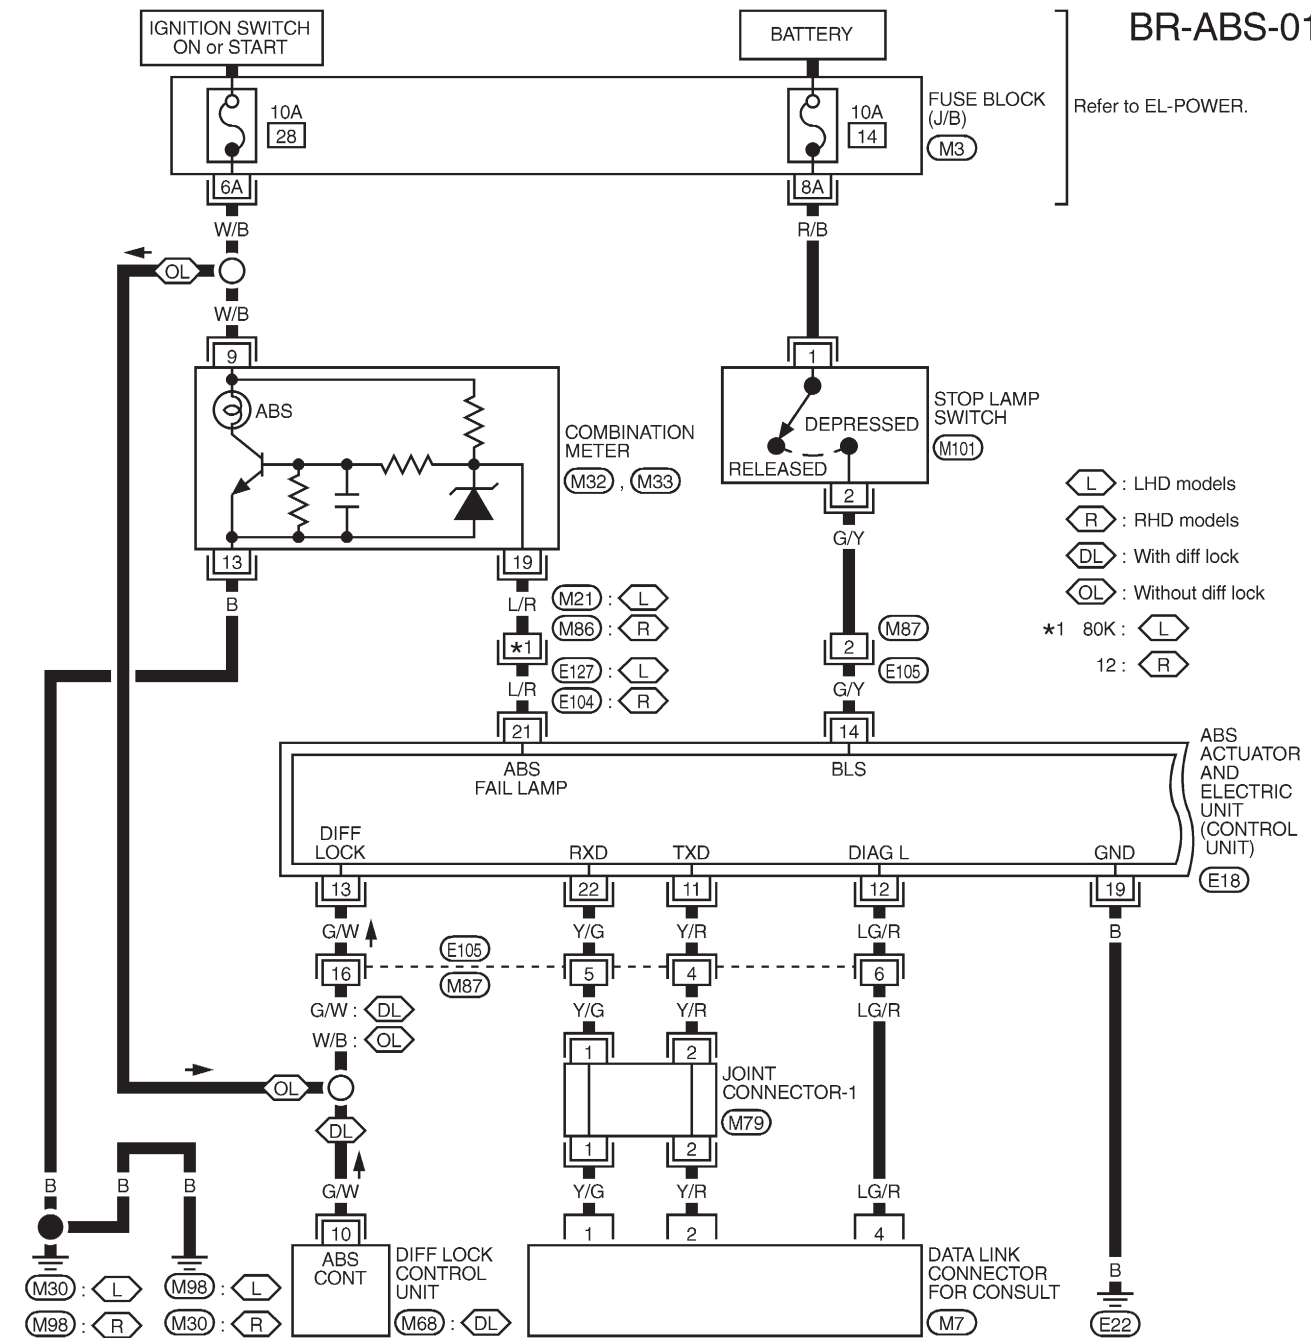 BR-ABS-01
IGNITION SWITCH
ON or START
BATTERY
10A
28
10A
14
FUSE BLOCK
(J/B)
M3
Refer to EL-POWER.
6A
8A
W/B
R/B
OL
W/B
9
1
ABS
COMBINATION
METER
M32 , M33
DEPRESSED
RELEASED
STOP LAMP
SWITCH
M101
2
G/Y
L : LHD models
R : RHD models
DL : With diff lock
OL : Without diff lock
*1 80K : L
12 : R
13
19
B
L/R
M21 : L
M86 : R
*1
E127 : L
E104 : R
L/R
2
M87
E105
G/Y
21
14
ABS
FAIL LAMP
BLS
ABS
ACTUATOR
AND
ELECTRIC
UNIT
(CONTROL
UNIT)
E18
DIFF
LOCK
RXD
TXD
DIAG L
GND
13
22
11
12
19
G/W
Y/G
Y/R
LG/R
B
E105
16
5
4
6
M87
G/W : DL
W/B : OL
Y/G
Y/R
LG/R
1
2
OL
JOINT
CONNECTOR-1
M79
DL
1
2
B
B
B
G/W
Y/G
Y/R
LG/R
10
1
2
4
ABS
CONT
DIFF LOCK
CONTROL
UNIT
M68 : DL
DATA LINK
CONNECTOR
FOR CONSULT
M7
B
E22
M30 : L
M98 : L
M98 : R
M30 : R